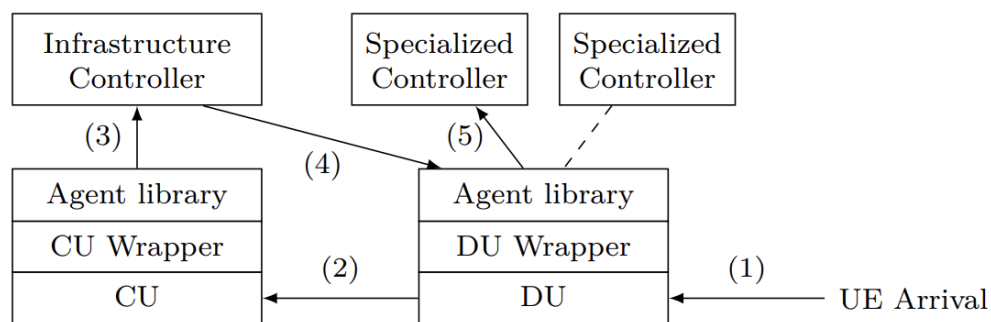 Infrastructure
Controller
Specialized
Controller
Specialized
Controller
(3)
(4)
(5)
Agent library
CU Wrapper
CU
(2)
Agent library
DU Wrapper
DU
(1)
UE Arrival